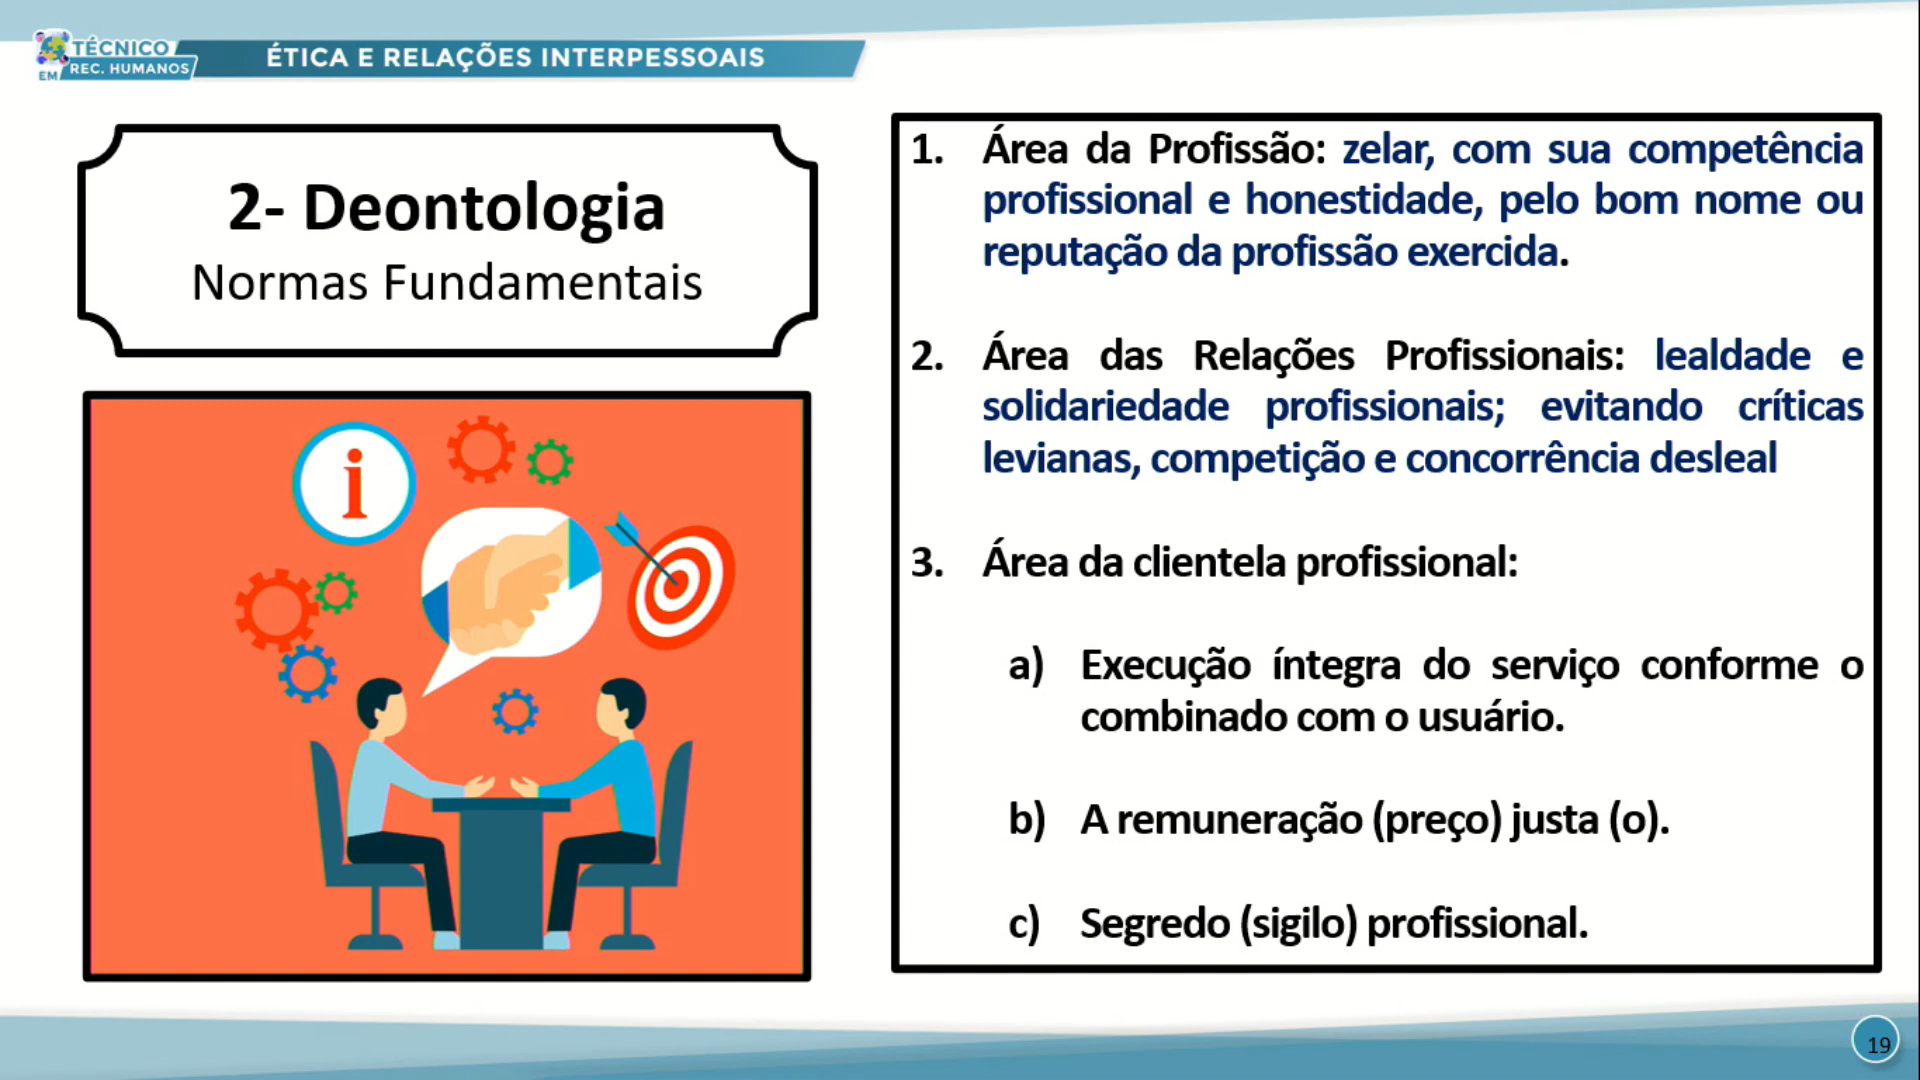 TÉCNICO
EM REC. HUMANOS
ÉTICA E RELAÇÕES INTERPESSOAIS
2- Deontologia
Normas Fundamentais
i
1. Área da Profissão: zelar, com sua competência
profissional e honestidade, pelo bom nome ou
reputação da profissão exercida.
2. Área das Relações Profissionais: lealdade e
solidariedade profissionais; evitando críticas
levianas, competição e concorrência desleal
3. Área da clientela profissional:
a) Execução íntegra do serviço conforme o
combinado com o usuário.
b) A remuneração (preço) justa (o).
c) Segredo (sigilo) profissional.
19